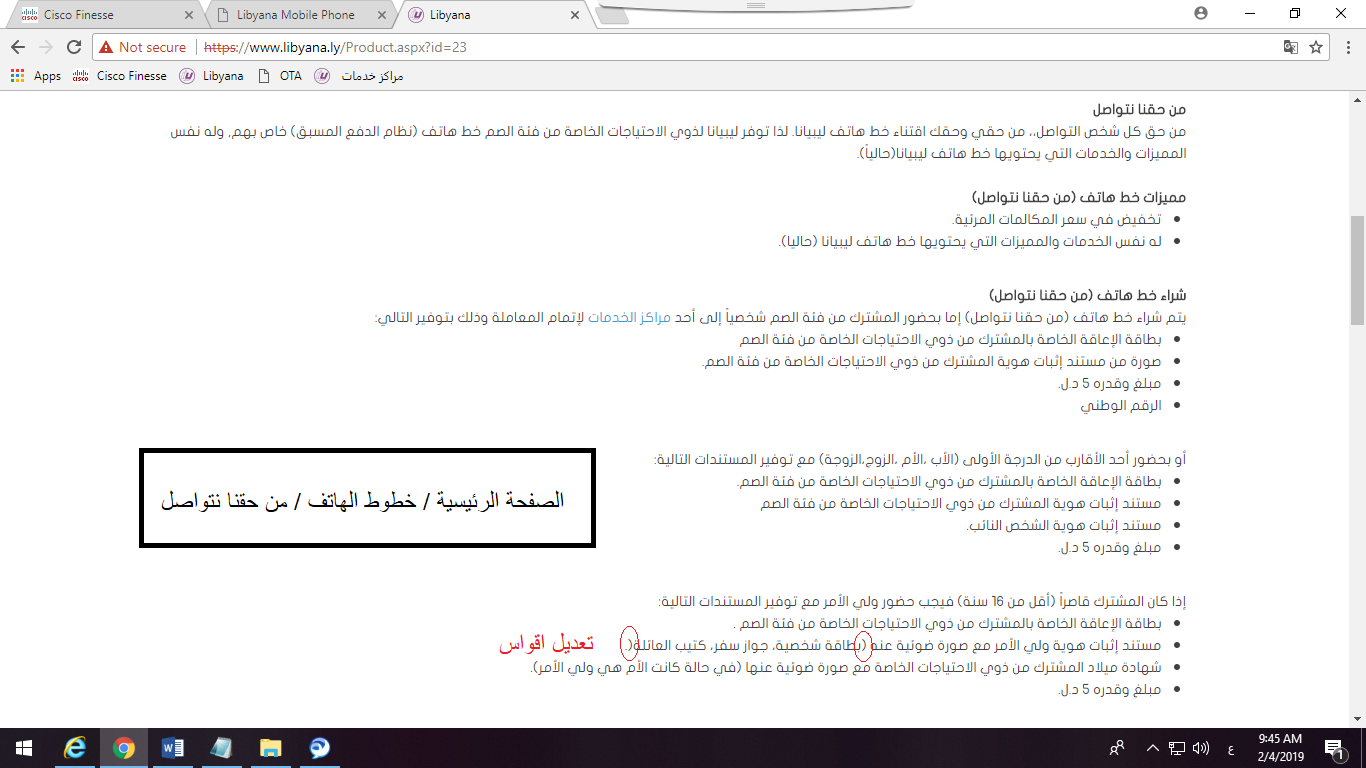 Cisco Finesse
Libyana Mobile Phone
Libyana
Not secure
https://www.libyana.ly/Product.aspx?id=23
Apps
cisco
Cisco Finesse
Libyana
OTA
مراكز خدمات
من حقنا نتواصل
من حق كل شخص التواصل،، من حقي وحقك اقتناء خط هاتف ليبيانا. لذا توفر ليبيانا لذوي الاحتياجات الخاصة من فئة الصم خط هاتف (نظام الدفع المسبق) خاص بهم, وله نفس
المميزات والخدمات التي يحتويها خط هاتف ليبيانا(حالياً).
مميزات خط هاتف (من حقنا نتواصل)
تخفيض في سعر المكالمات المرئية.
له نفس الخدمات والمميزات التي يحتويها خط هاتف ليبيانا (حاليا).
شراء خط هاتف (من حقنا نتواصل)
يتم شراء خط هاتف (من حقنا نتواصل) إما بحضور المشترك من فئة الصم شخصياً إلى أحد مراكز الخدمات لإتمام المعاملة وذلك بتوفير التالي:
بطاقة الإعاقة الخاصة بالمشترك من ذوي الاحتياجات الخاصة من فئة الصم
صورة من مستند إثبات هوية المشترك من ذوي الاحتياجات الخاصة من فئة الصم.
مبلغ وقدره 5 د.ل.
الرقم الوطني
أو بحضور أحد الأقارب من الدرجة الأولى (الأب ،الأم ،الزوج,الزوجة) مع توفير المستندات التالية:
بطاقة الإعاقة الخاصة بالمشترك من ذوي الاحتياجات الخاصة من فئة الصم.
مستند إثبات هوية المشترك من ذوي الاحتياجات الخاصة من فئة الصم
مستند إثبات هوية الشخص النائب.
مبلغ وقدره 5 د.ل.
الصفحة الرئيسية / خطوط الهاتف / من حقنا نتواصل
إذا كان المشترك قاصراً (أقل من 16 سنة) فيجب حضور ولي الأمر مع توفير المستندات التالية:
بطاقة الإعاقة الخاصة بالمشترك من ذوي الاحتياجات الخاصة من فئة الصم .
مستند إثبات هوية ولي الأمر مع صورة ضوئية عنه (بطاقة شخصية، جواز سفر، كتيب العائلة(.
تعديل اقواس
شهادة ميلاد المشترك من ذوي الاحتياجات الخاصة مع صورة ضوئية عنها (في حالة كانت الأم هي ولي الأمر).
مبلغ وقدره 5 د.ل.
ع
9:45 AM
2/4/2019
1